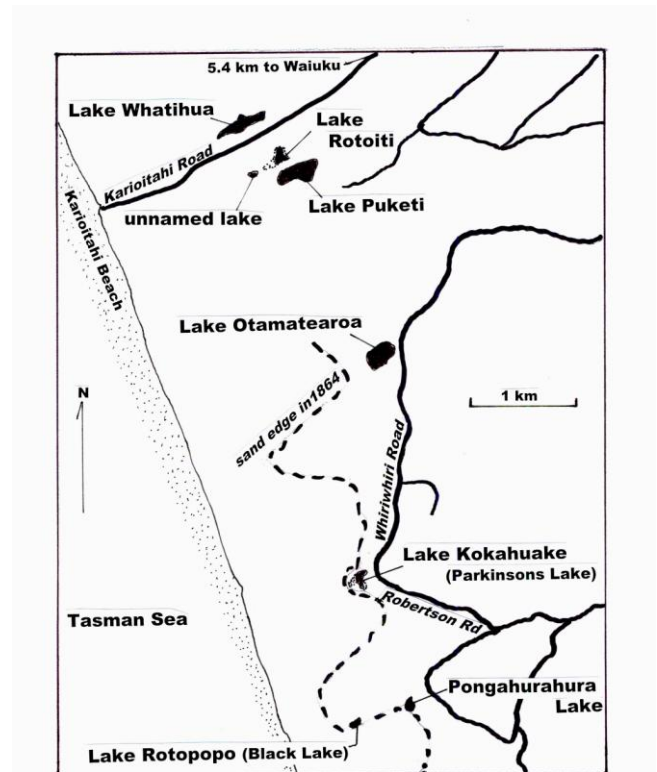 5.4 km to Waiuku
Lake Whatihua
Lake
Rotoiti
Karioitahi Road
unnamed lake
Lake Puketi
Karioitahi Beach
Lake Otamatearoa
N
sand edge in1864
1 km
Whiriwhiri Road
Lake Kokahuake
(Parkinsons Lake)
Robertson Rd
Tasman Sea
Pongahurahura
Lake
Lake Rotopopo (Black Lake)